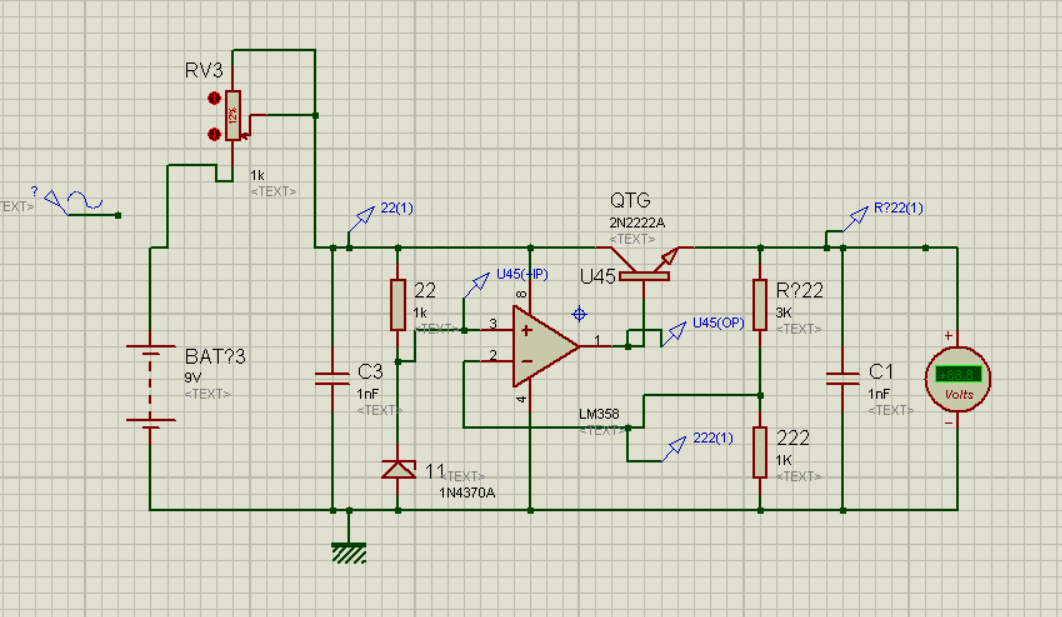 RV3
12%
1k
<TEXT>
?
TEXT>
22(1)
QTG
2N2222A
<TEXT>
R?22(1)
U45(+IP)
U45
22
1k
<TEXT>
8
3
+
2
−
1
4
U45(OP)
R?22
3K
<TEXT>
BAT?3
9V
<TEXT>
C3
1nF
<TEXT>
C1
1nF
<TEXT>
+
+88.8
Volts
−
LM358
<TEXT>
222(1)
222
1K
<TEXT>
11
<TEXT>
1N4370A